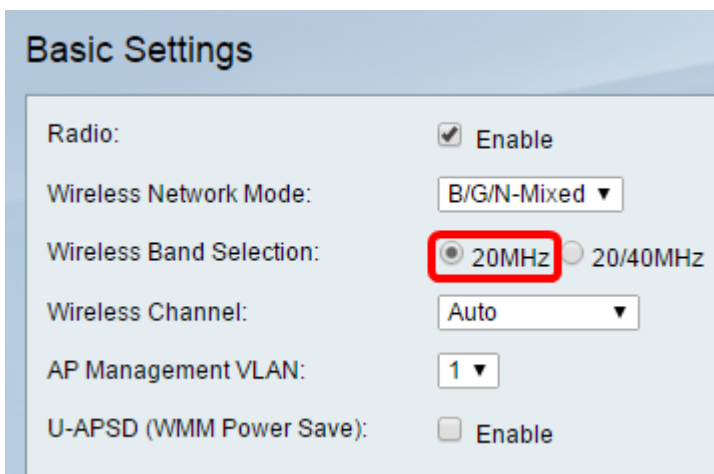 Basic Settings
Radio: Enable
Wireless Network Mode: B/G/N-Mixed
Wireless Band Selection: 20MHz 20/40MHz
Wireless Channel: Auto
AP Management VLAN: 1
U-APSD (WMM Power Save): Enable